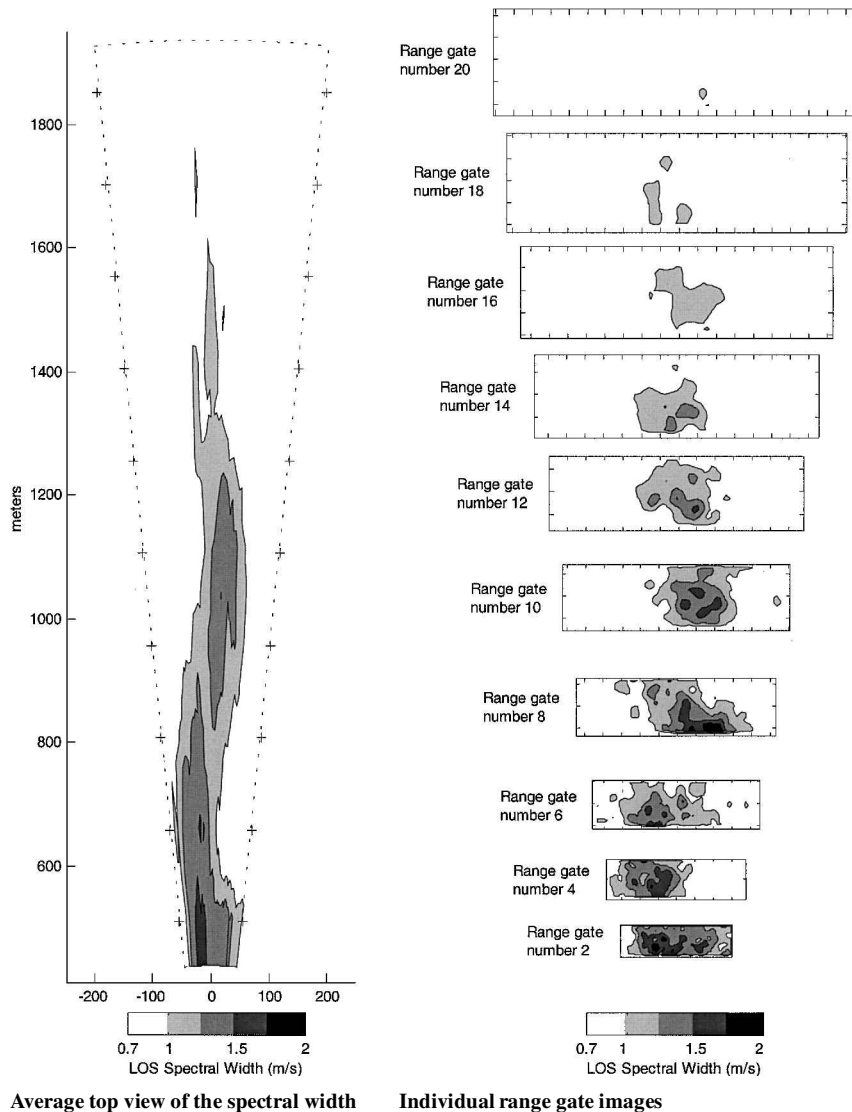 1800
1600
1400
1200
1000
800
600
meters
-200
-100
0
100
200
0.7
1
1.5
2
LOS Spectral Width (m/s)
Average top view of the spectral width
Range gate
number 20
Range gate
number 18
Range gate
number 16
Range gate
number 14
Range gate
number 12
Range gate
number 10
Range gate
number 8
Range gate
number 6
Range gate
number 4
Range gate
number 2
0.7
1
1.5
2
LOS Spectral Width (m/s)
Individual range gate images